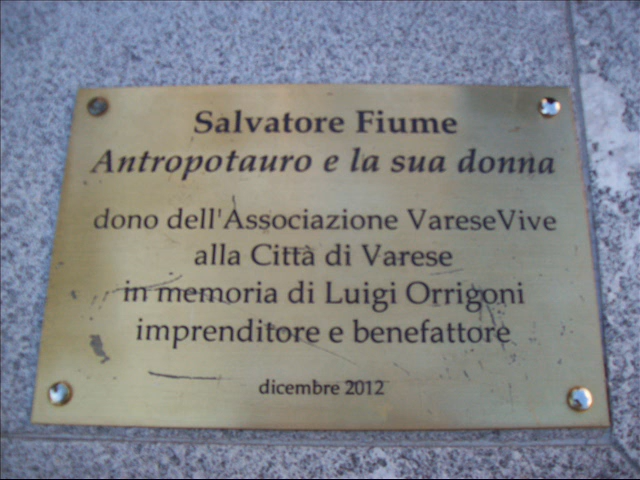 Salvatore Fiume
Antropotauro e la sua donna
dono dell'Associazione VareseVive
alla Città di Varese
in memoria di Luigi Orrigoni
imprenditore e benefattore
dicembre 2012